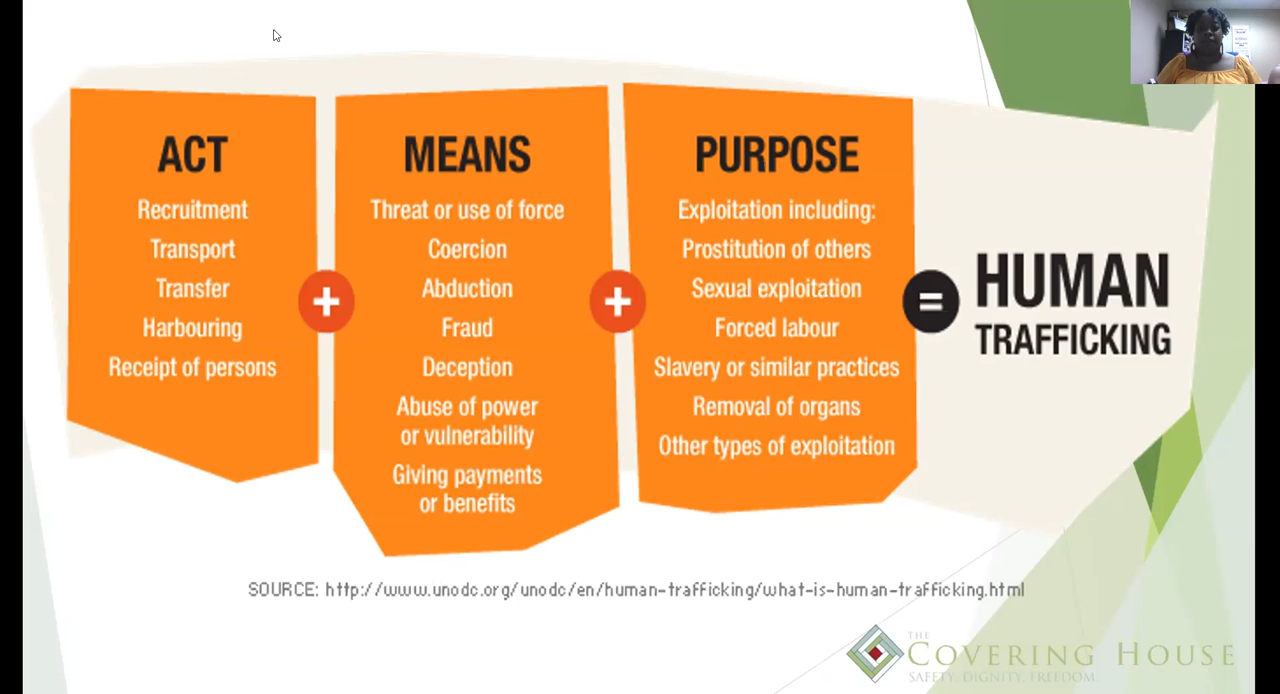 ACT
Recruitment
Transport
Transfer
Harbouring
Receipt of persons
+
MEANS
Threat or use of force
Coercion
Abduction
Fraud
Deception
Abuse of power
or vulnerability
Giving payments
or benefits
+
PURPOSE
Exploitation including:
Prostitution of others
Sexual exploitation
Forced labour
Slavery or similar practices
Removal of organs
Other types of exploitation
=
HUMAN
TRAFFICKING
SOURCE: http://www.unodc.org/unodc/en/human-trafficking/what-is-human-trafficking.html
THE
COVERING HOUSE
SAFETY. DIGNITY. FREEDOM.